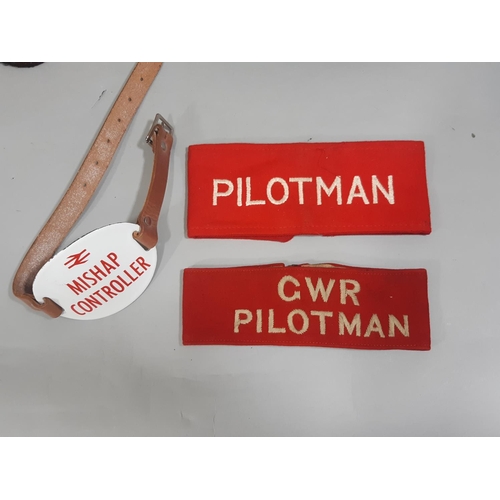 MISHAP
CONTROLLER
PILOTMAN
GWR
PILOTMAN